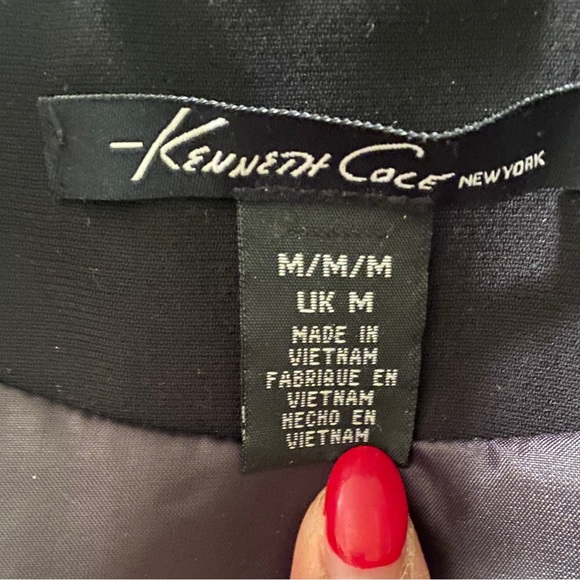 -KENNETH COLE NEW YORK
M/M/M
UK M
MADE IN
VIETNAM
FABRIQUE EN
VIETNAM
HECHO EN
VIETNAM